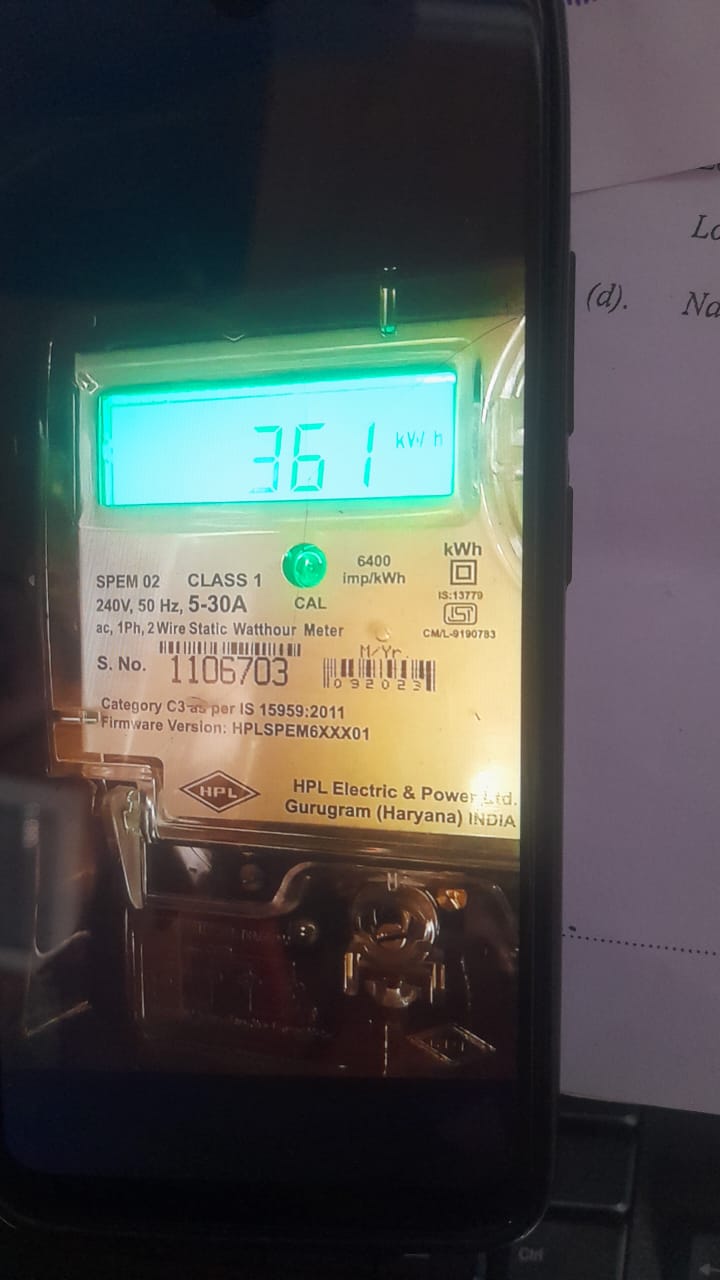 361 kWh
SPEM 02 CLASS 1
240V, 50 Hz, 5-30A
ac, 1Ph, 2 Wire Static Watthour Meter
CAL
6400
imp/kWh
kWh
IS:13779
ISI
CM/L-9190783
S. No. 1106703
M/Yr.
092023
Category C3 as per IS 15959:2011
Firmware Version: HPLSPEM6XXX01
HPL
HPL Electric & Power Ltd.
Gurugram (Haryana) INDIA
(d).
Ctrl